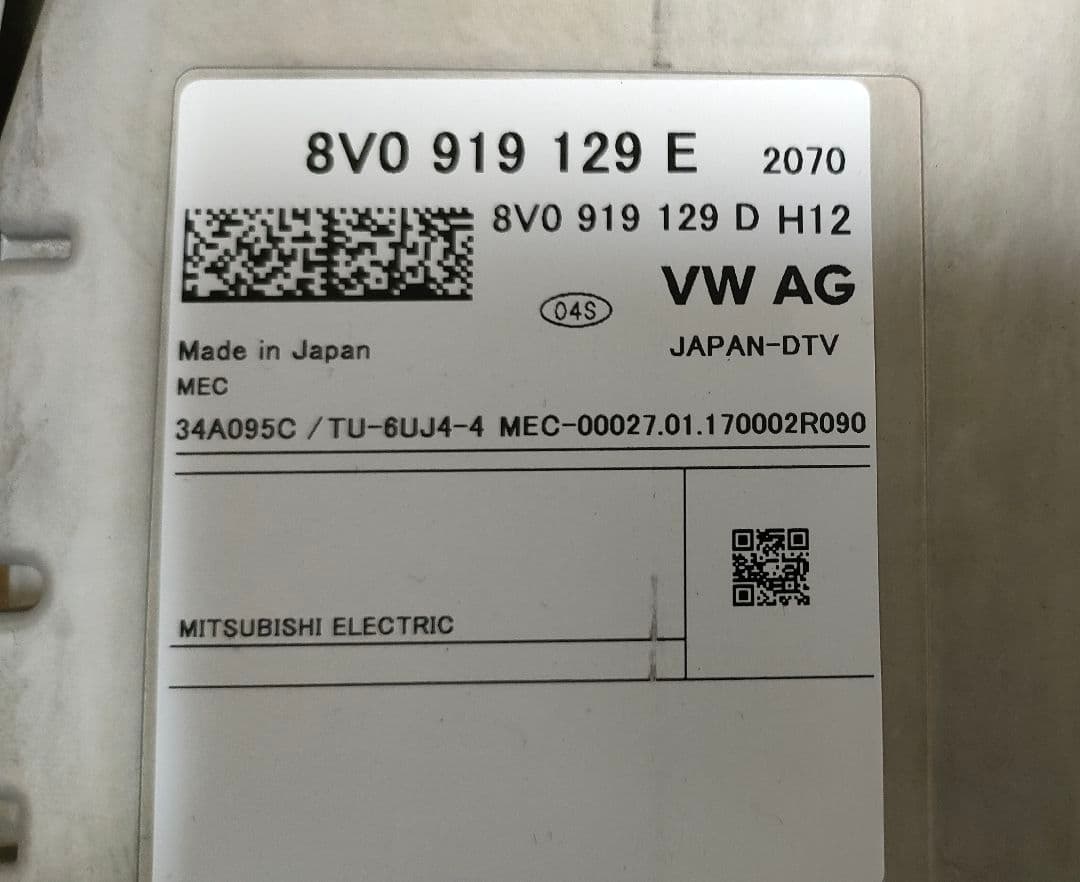 8V0 919 129 E 2070
8V0 919 129 D H12
VW AG
04S
JAPAN-DTV
Made in Japan
MEC
34A095C /TU-6UJ4-4 MEC-00027.01.170002R090
MITSUBISHI ELECTRIC